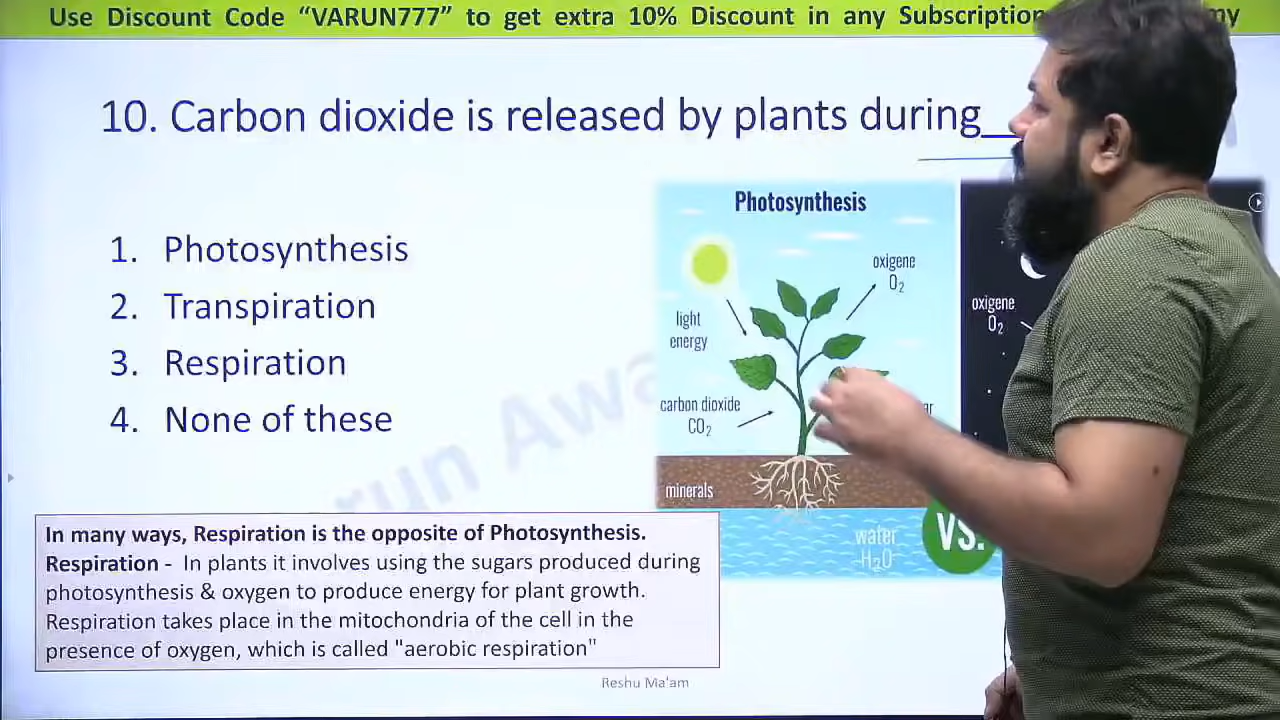 Use Discount Code “VARUN777” to get extra 10% Discount in any Subscription
10. Carbon dioxide is released by plants during
1. Photosynthesis
2. Transpiration
3. Respiration
4. None of these
Photosynthesis
oxigene
O₂
light
energy
carbon dioxide
CO₂
minerals
water
H₂O
oxigene
O₂
VS.
In many ways, Respiration is the opposite of Photosynthesis.
Respiration - In plants it involves using the sugars produced during
photosynthesis & oxygen to produce energy for plant growth.
Respiration takes place in the mitochondria of the cell in the
presence of oxygen, which is called "aerobic respiration"
Reshu Ma'am